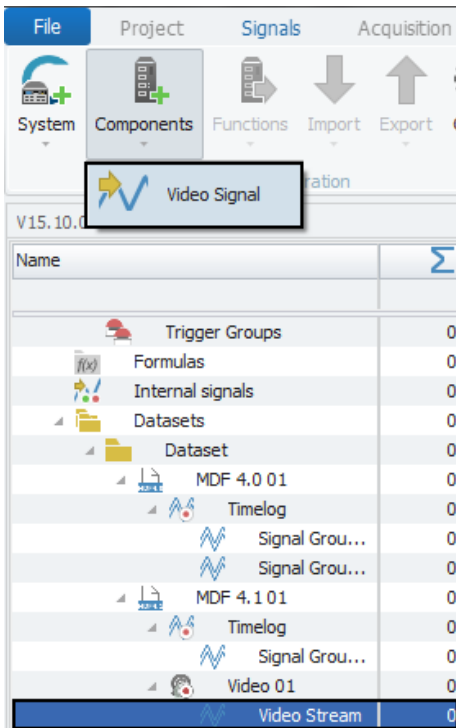 File Project Signals Acquisition
System Components Functions Import Export
Video Signal
V15.10.0
Name Σ
Trigger Groups 0
f(x) Formulas 0
Internal signals 0
Datasets 0
Dataset 0
MDF 4.0 01 0
Timelog 0
Signal Grou... 0
Signal Grou... 0
MDF 4.1 01 0
Timelog 0
Signal Grou... 0
Video 01 0
Video Stream 0